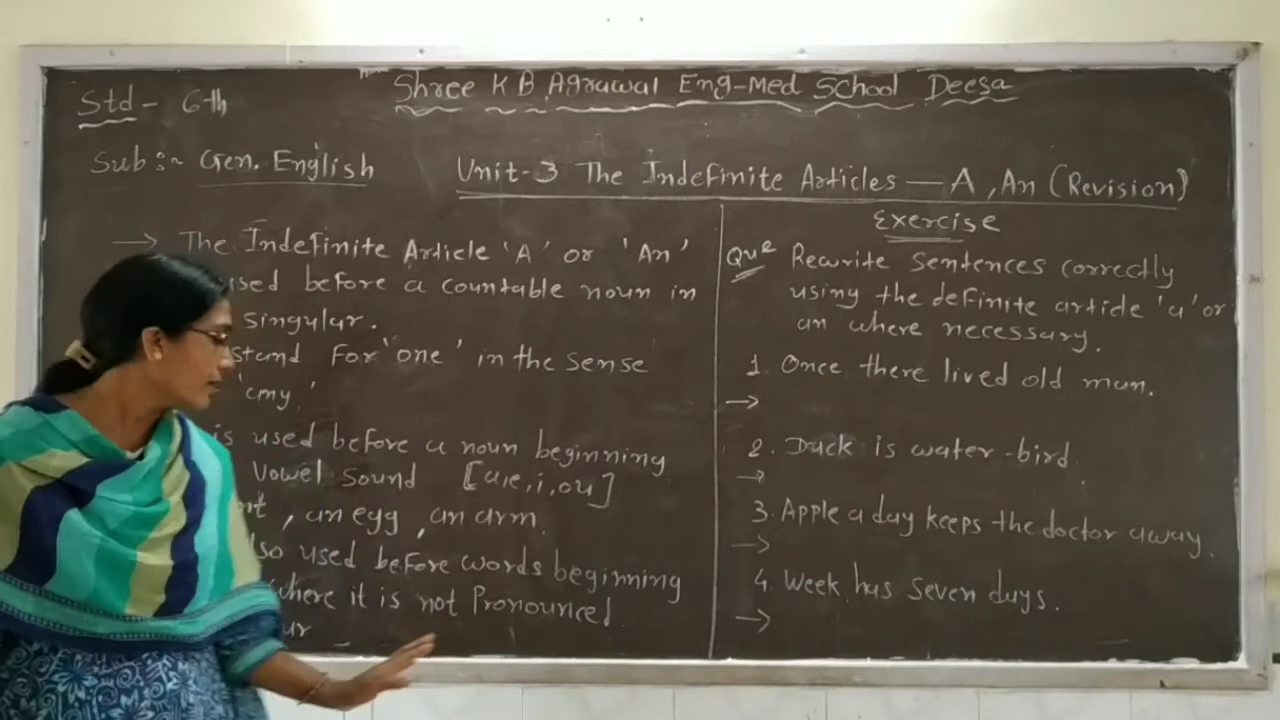 Shree K B Agrawal Eng-Med School Deesa
Std - 6th
Sub :- Gen. English
Unit-3 The Indefinite Articles — A, An (Revision)
→ The Indefinite Article 'A' or 'An'
used before a countable noun in
singular.
stand for 'one' in the sense
'any'
is used before a noun beginning
Vowel Sound [a,e,i,ou]
, an egg, an arm.
also used before words beginning
where it is not Pronounced
Exercise
Que Rewrite sentences correctly
using the definite article 'a' or
an where necessary.
1. Once there lived old man.
→
2. Duck is water-bird.
→
3. Apple a day keeps the doctor away.
→
4. Week has seven days.
→